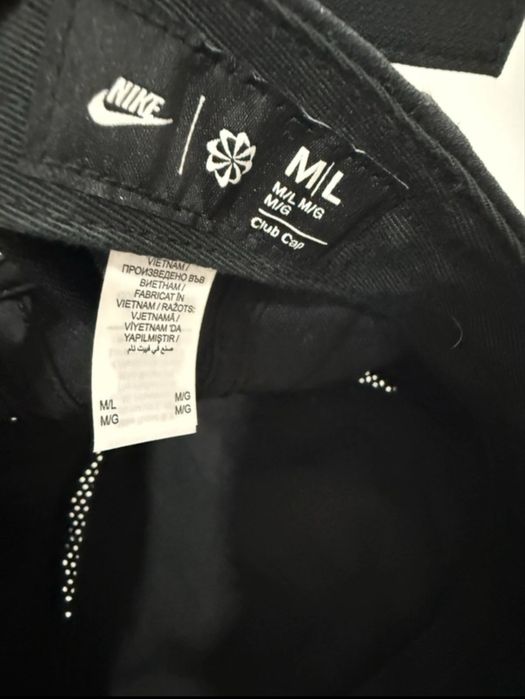 NIKE
M/L
M/L M/G
M/G
Club Cap
VIETNAM /
ПРОИЗВЕДЕНО ВЪВ
ВИЕТНАМ /
FABRICAT ÎN
VIETNAM / RAŽOTS:
VJETNAMĀ /
VİYETNAM 'DA
YAPILMIŞTIR /
صنع في فييت نام
M/L M/G
M/G M/G